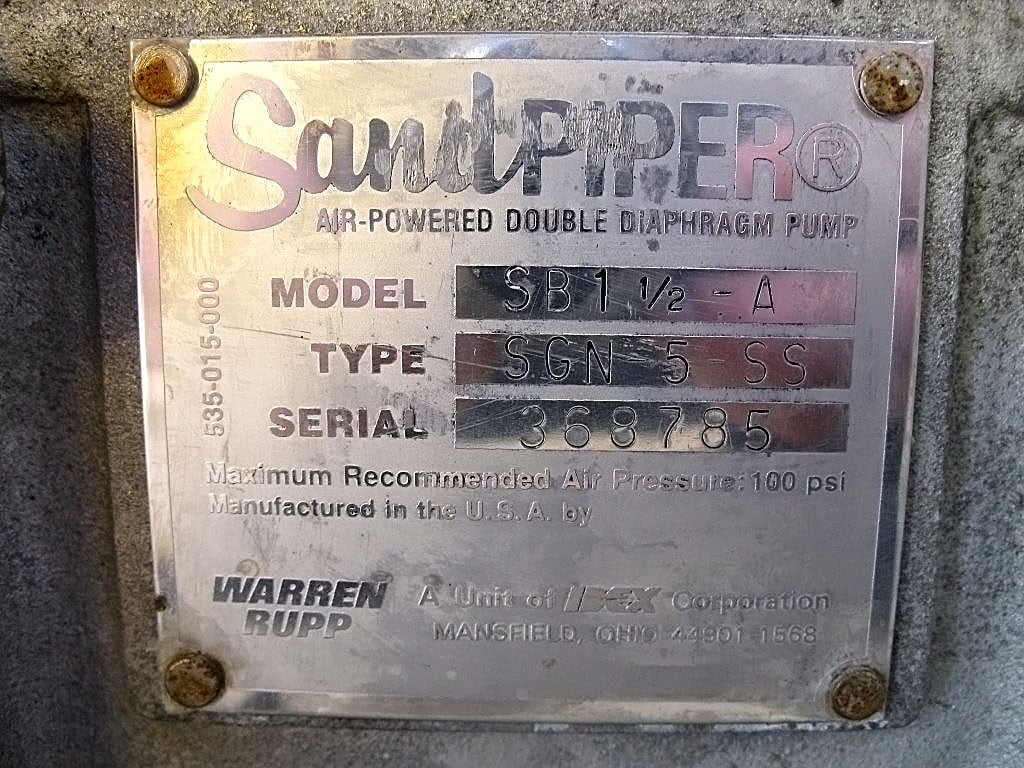 SandPIPER®
AIR-POWERED DOUBLE DIAPHRAGM PUMP
MODEL SB1 1/2 - A
TYPE SGN 5 SS
SERIAL 368785
535-015-000
Maximum Recommended Air Pressure: 100 psi
Manufactured in the U.S.A. by
WARREN RUPP
A Unit of IDEX Corporation
MANSFIELD, OHIO 44901-1568